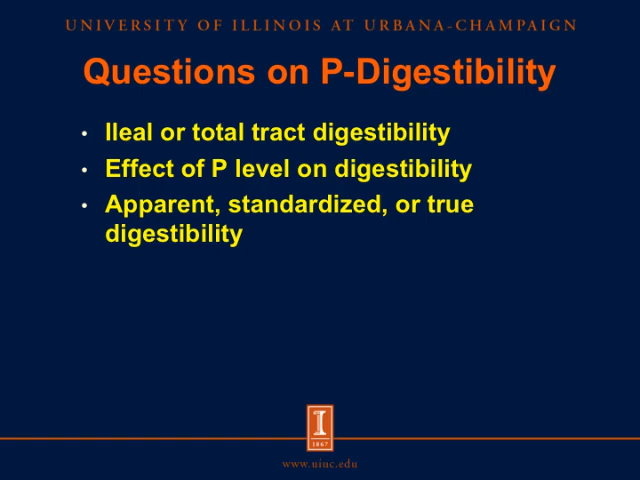 UNIVERSITY OF ILLINOIS AT URBANA-CHAMPAIGN
Questions on P-Digestibility
• Ileal or total tract digestibility
• Effect of P level on digestibility
• Apparent, standardized, or true
digestibility
I
1867
www.uiuc.edu